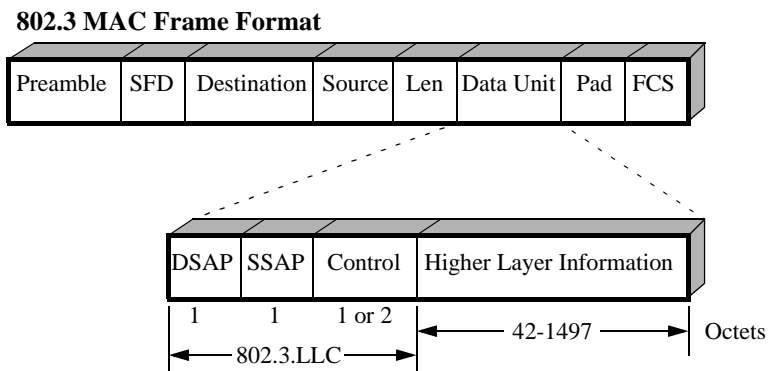 802.3 MAC Frame Format
Preamble SFD Destination Source Len Data Unit Pad FCS
DSAP SSAP Control Higher Layer Information
1 1 1 or 2 42-1497 Octets
802.3.LLC